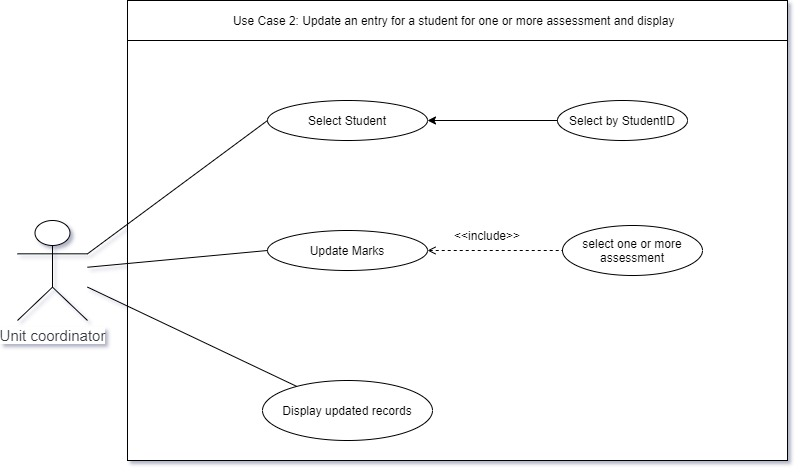 Use Case 2: Update an entry for a student for one or more assessment and display
Select Student
Select by StudentID
<<include>>
Update Marks
select one or more
assessment
Unit coordinator
Display updated records